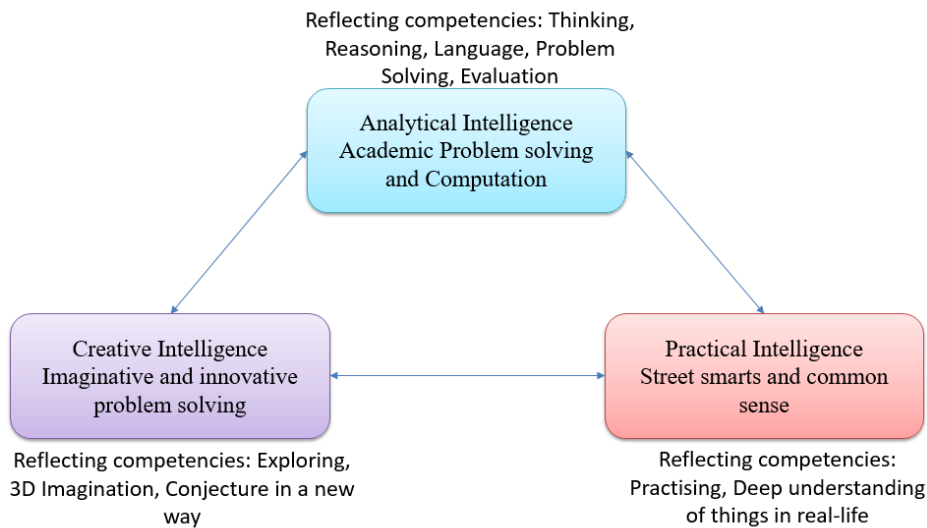 Reflecting competencies: Thinking,
Reasoning, Language, Problem
Solving, Evaluation
Analytical Intelligence
Academic Problem solving
and Computation
Creative Intelligence
Imaginative and innovative
problem solving
Reflecting competencies: Exploring,
3D Imagination, Conjecture in a new
way
Practical Intelligence
Street smarts and common
sense
Reflecting competencies:
Practising, Deep understanding
of things in real-life